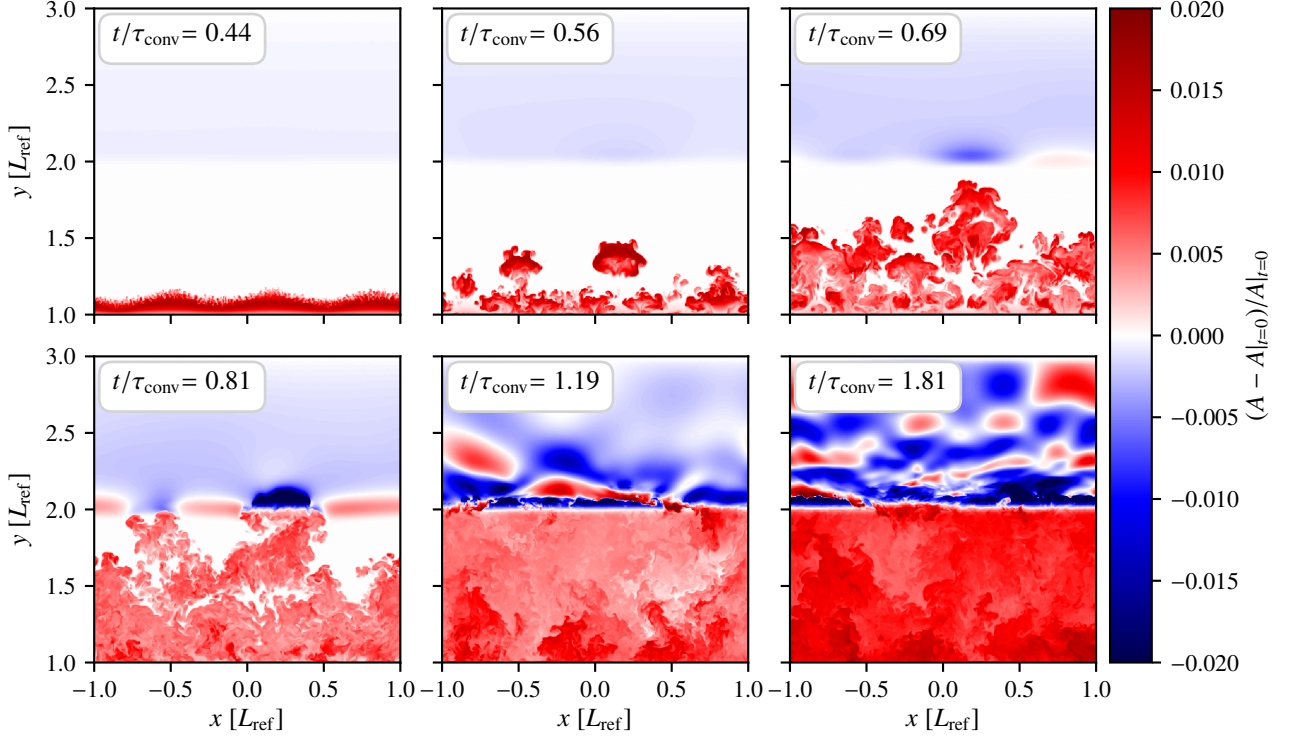 t/τconv= 0.44
t/τconv= 0.56
t/τconv= 0.69
3.0
2.5
2.0
1.5
1.0
y [Lref]
t/τconv= 0.81
t/τconv= 1.19
t/τconv= 1.81
3.0
2.5
2.0
1.5
1.0
y [Lref]
−1.0 −0.5 0.0 0.5 1.0
−1.0 −0.5 0.0 0.5 1.0
−1.0 −0.5 0.0 0.5 1.0
x [Lref]
x [Lref]
x [Lref]
0.020
0.015
0.010
0.005
0.000
−0.005
−0.010
−0.015
−0.020
(A − A|t=0)/A|t=0